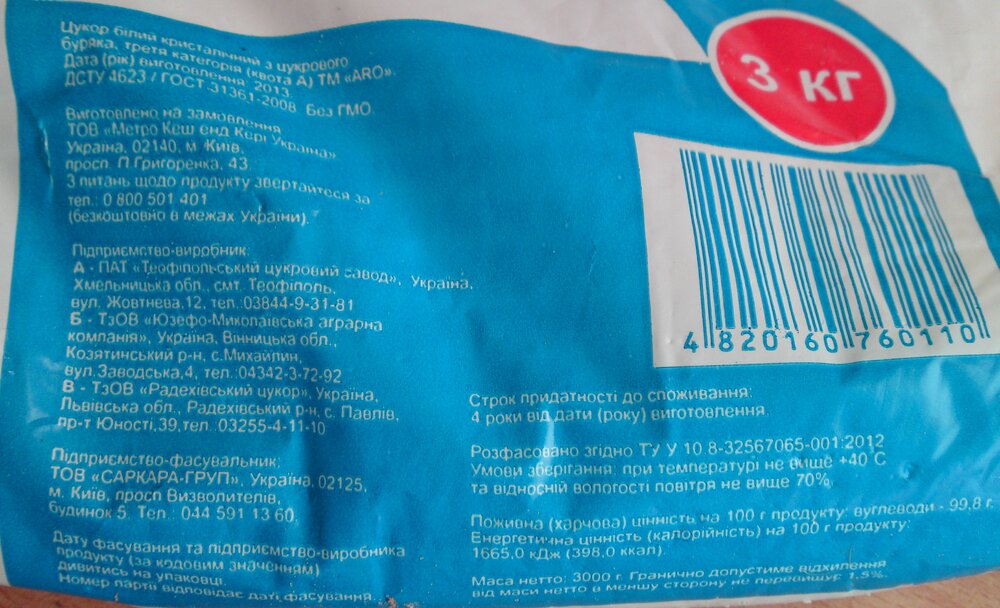 Цукор білий кристалічний з цукрового
буряка, третя категорія (квота А) ТМ «ARO».
Дата (рік) виготовлення: 2013.
ДСТУ 4623 / ГОСТ 31361-2008 Без ГМО.
Виготовлено на замовлення
ТОВ «Метро Кеш енд Кері Україна»
Україна, 02140, м. Київ,
просп. П.Григоренка, 43.
З питань щодо продукту звертайтеся за
тел.: 0 800 501 401
(безкоштовно в межах України).
Підприємство-виробник:
А - ПАТ «Теофіпольський цукровий завод», Україна,
Хмельницька обл., смт. Теофіполь,
вул. Жовтнева,12, тел.:03844-9-31-81
Б - ТзОВ «Юзефо-Миколаївська аграрна
компанія», Україна, Вінницька обл.,
Козятинський р-н, с.Михайлин,
вул.Заводська,4, тел.:04342-3-72-92
В - ТзОВ «Радехівський цукор», Україна,
Львівська обл., Радехівський р-н, с. Павлів,
пр-т Юності,39,тел.:03255-4-11-10
Підприємство-фасувальник:
ТОВ «САРКАРА-ГРУП», Україна, 02125,
м. Київ, просп Визволителів,
будинок 5. Тел.: 044 591 13 60.
Дату фасування та підприємство-виробника
продукту (за кодовим значенням)
дивитись на упаковці.
Номер партії відповідає даті фасування.
3 кг
4 820160 760110
Строк придатності до споживання:
4 роки від дати (року) виготовлення.
Розфасовано згідно ТУ У 10.8-32567065-001:2012
Умови зберігання: при температурі не вище +40°С
та відносній вологості повітря не вище 70%.
Поживна (харчова) цінність на 100 г продукту: вуглеводи - 99,8 г.
Енергетична цінність (калорійність) на 100 г продукту:
1665,0 кДж (398,0 ккал).
Маса нетто: 3000 г. Гранично допустиме відхилення
від маси нетто в меншу сторону не перевищує 1,5%.